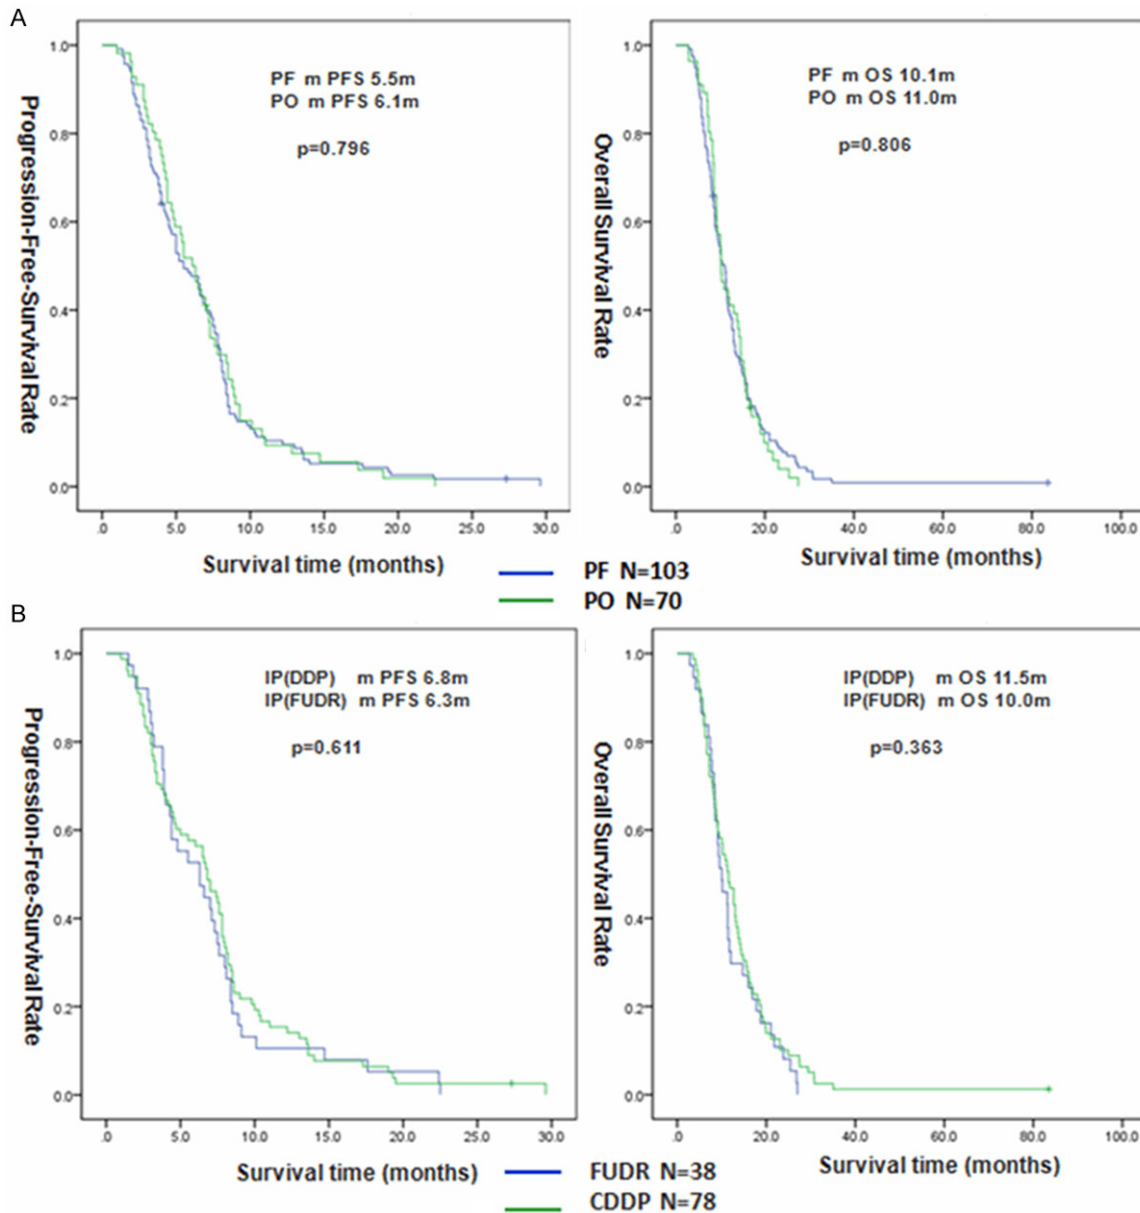 A
PF m PFS 5.5m
PO m PFS 6.1m
p=0.796
Progression-Free-Survival Rate
1.0
0.8
0.6
0.4
0.2
0.0
.0 5.0 10.0 15.0 20.0 25.0 30.0
Survival time (months)
PF m OS 10.1m
PO m OS 11.0m
p=0.806
Overall Survival Rate
1.0
0.8
0.6
0.4
0.2
0.0
.0 20.0 40.0 60.0 80.0 100.0
Survival time (months)
PF N=103
PO N=70
B
IP(DDP) m PFS 6.8m
IP(FUDR) m PFS 6.3m
p=0.611
Progression-Free-Survival Rate
1.0
0.8
0.6
0.4
0.2
0.0
.0 5.0 10.0 15.0 20.0 25.0 30.0
Survival time (months)
IP(DDP) m OS 11.5m
IP(FUDR) m OS 10.0m
p=0.363
Overall Survival Rate
1.0
0.8
0.6
0.4
0.2
0.0
.0 20.0 40.0 60.0 80.0 100.0
Survival time (months)
FUDR N=38
CDDP N=78